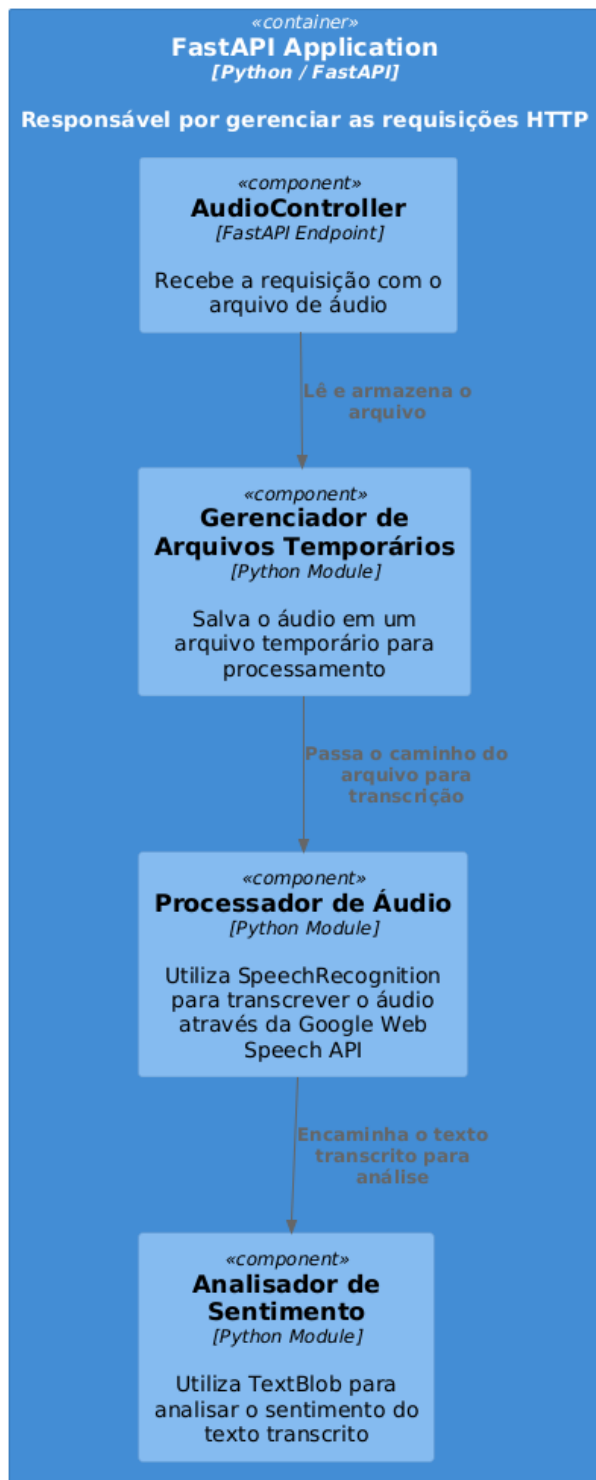 «container»
FastAPI Application
[Python / FastAPI]
Responsável por gerenciar as requisições HTTP
«component»
AudioController
[FastAPI Endpoint]
Recebe a requisição com o
arquivo de áudio
Lê e armazena o
arquivo
«component»
Gerenciador de
Arquivos Temporários
[Python Module]
Salva o áudio em um
arquivo temporário para
processamento
Passa o caminho do
arquivo para
transcrição
«component»
Processador de Áudio
[Python Module]
Utiliza SpeechRecognition
para transcrever o áudio
através da Google Web
Speech API
Encaminha o texto
transcrito para
análise
«component»
Analisador de
Sentimento
[Python Module]
Utiliza TextBlob para
analisar o sentimento do
texto transcrito